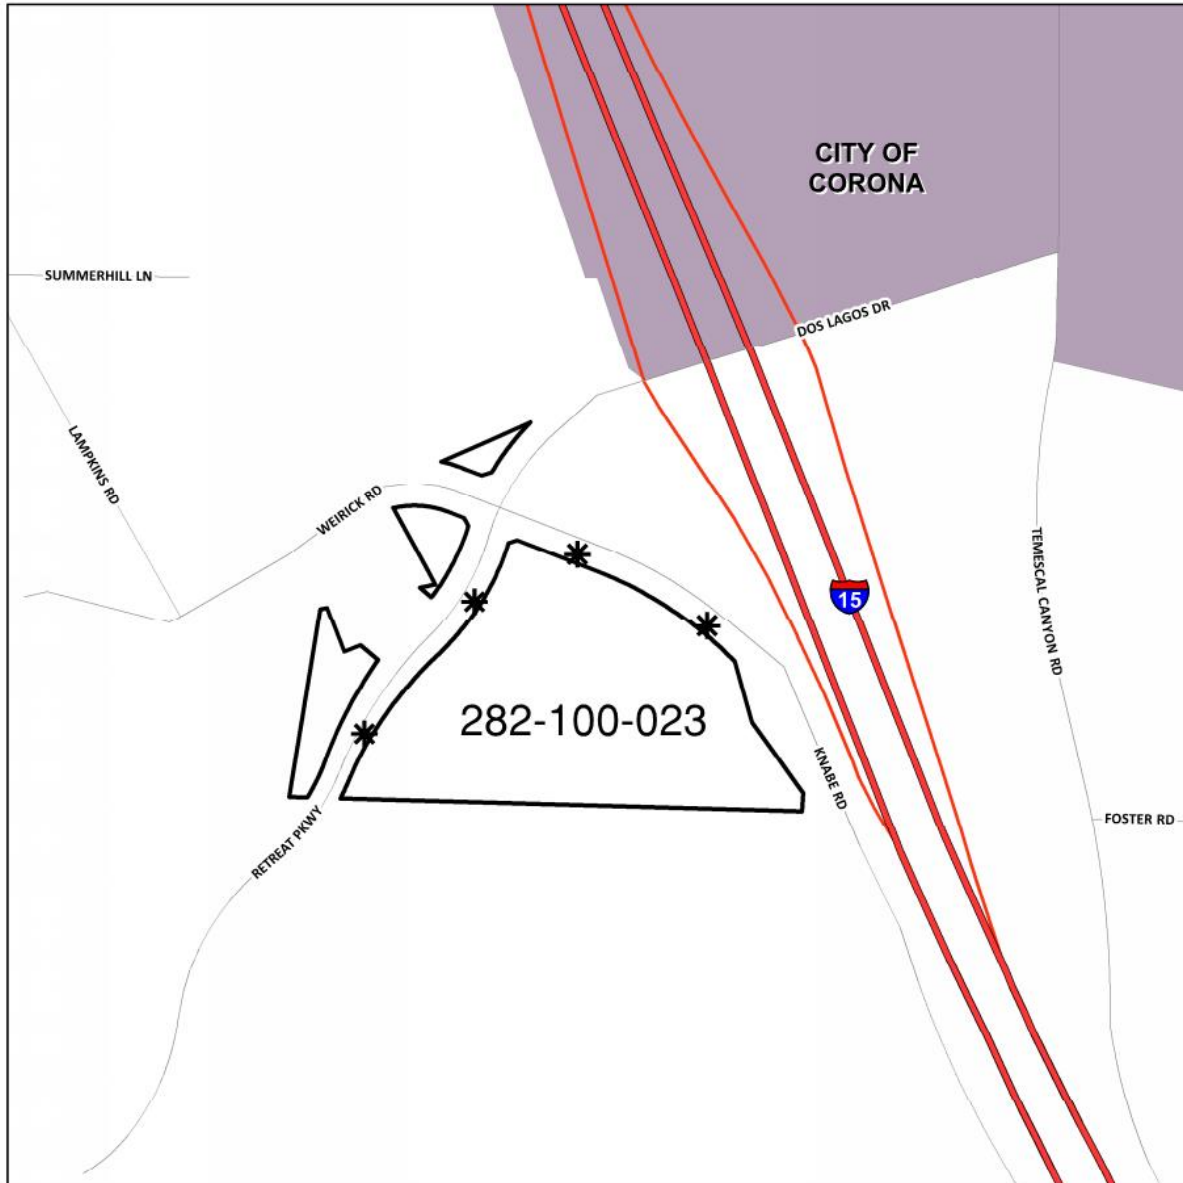 CITY OF
CORONA
SUMMERHILL LN
DOS LAGOS DR
LAMPKINS RD
WEIRICK RD
15
TEMESCAL CANYON RD
282-100-023
KNABE RD
RETREAT PKWY
FOSTER RD